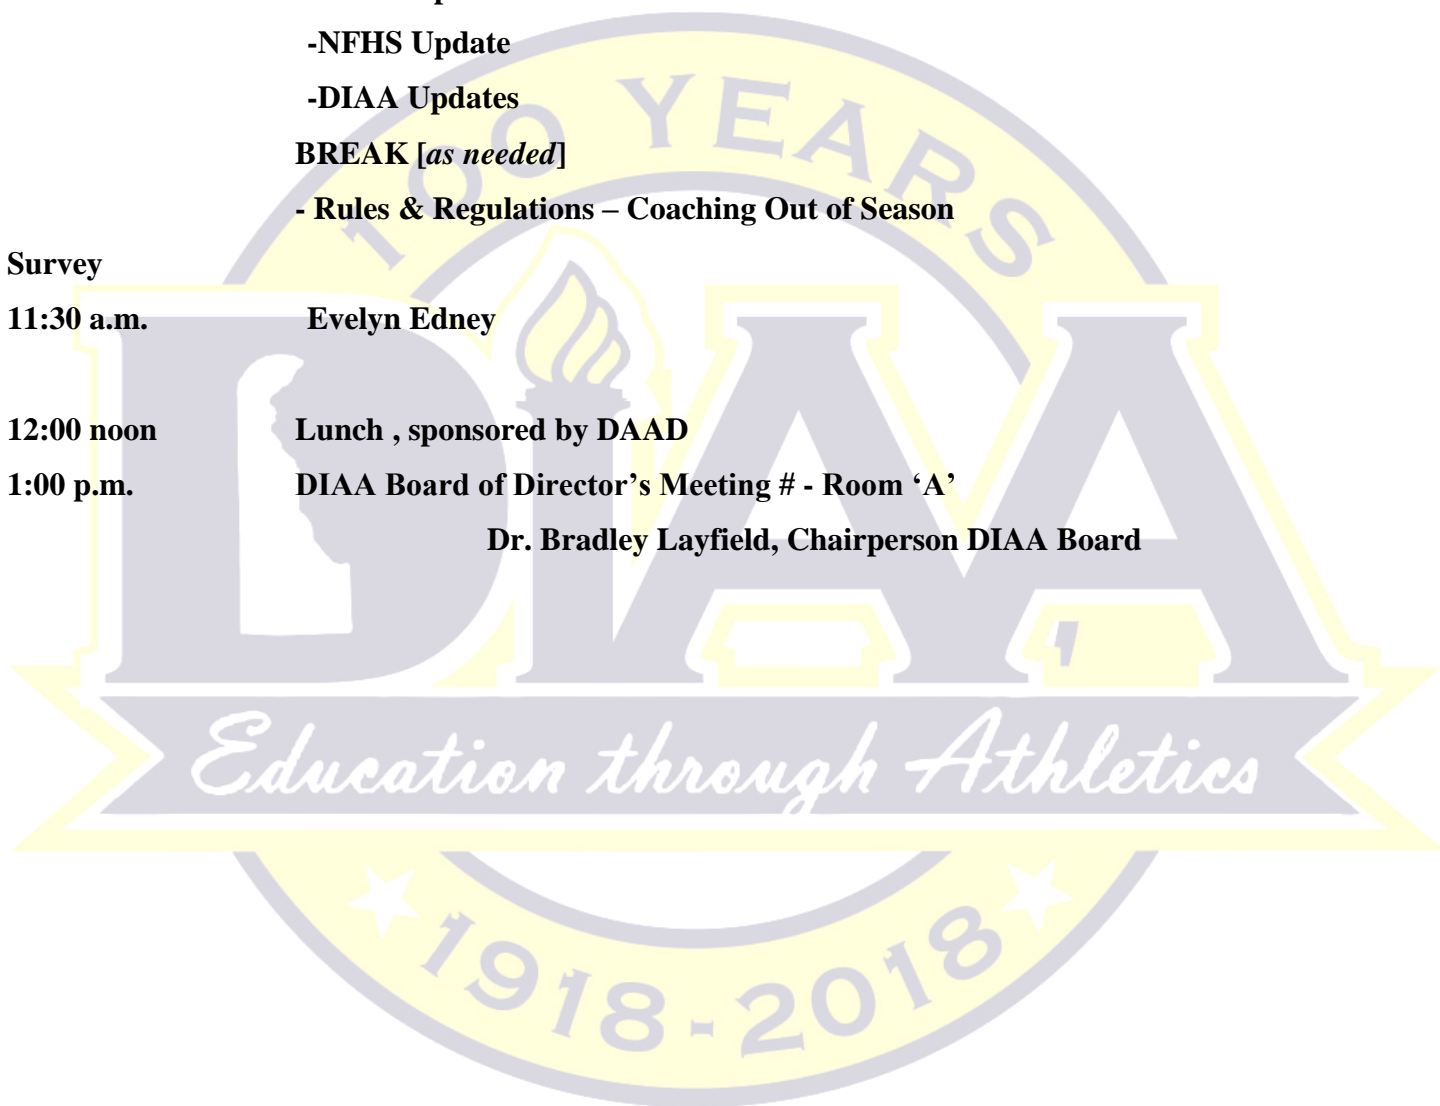 -NFHS Update
-DIAA Updates
BREAK [as needed]
- Rules & Regulations – Coaching Out of Season
Survey
11:30 a.m. Evelyn Edney
12:00 noon Lunch , sponsored by DAAD
1:00 p.m. DIAA Board of Director’s Meeting # - Room ‘A’
Dr. Bradley Layfield, Chairperson DIAA Board
100 YEARS
DIAA
Education through Athletics
1918-2018